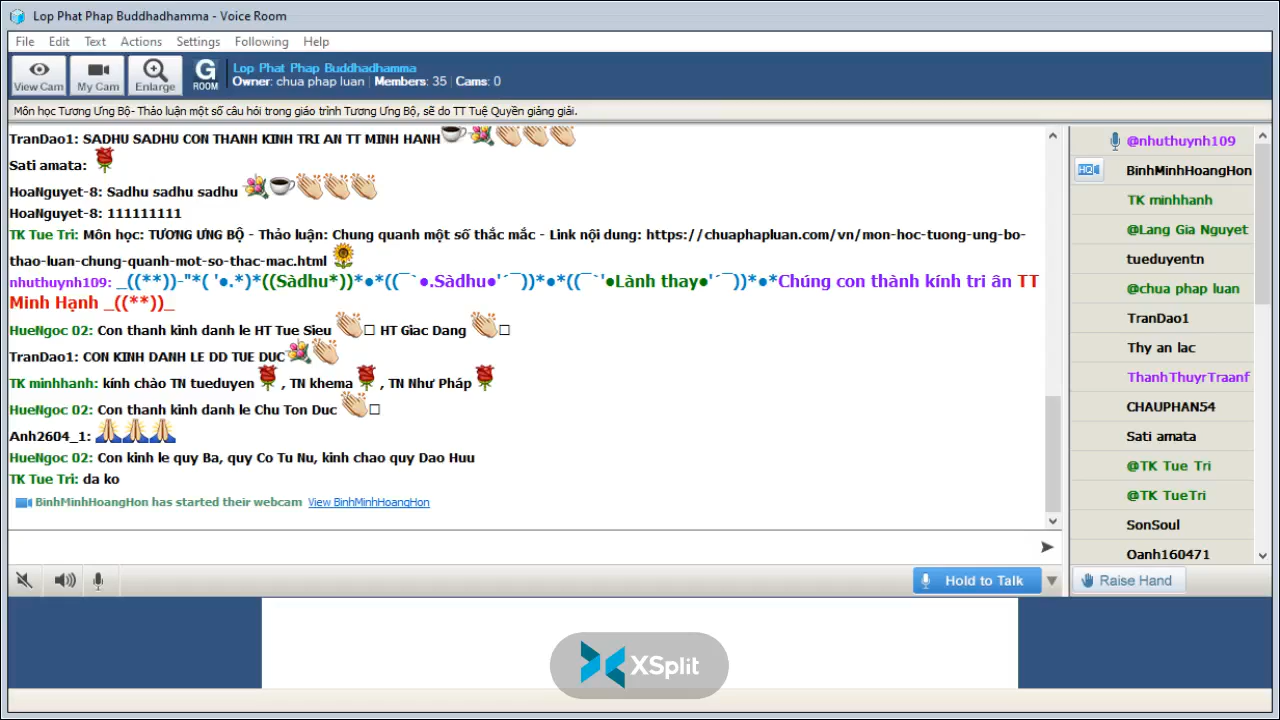 Lop Phat Phap Buddhadhamma - Voice Room
File Edit Text Actions Settings Following Help
View Cam My Cam Enlarge G ROOM
Lop Phat Phap Buddhadhamma
Owner: chua phap luan | Members: 35 | Cams: 0
Môn học Tương Ưng Bộ- Thảo luận một số câu hỏi trong giáo trình Tương Ưng Bộ, sẽ do TT Tuệ Quyền giảng giải.
TranDao1: SADHU SADHU CON THANH KINH TRI AN TT MINH HANH
Sati amata:
HoaNguyet-8: Sadhu sadhu sadhu
HoaNguyet-8: 111111111
TK Tue Tri: Môn học: TƯƠNG ƯNG BỘ - Thảo luận: Chung quanh một số thắc mắc - Link nội dung: https://chuaphapluan.com/vn/mon-hoc-tuong-ung-bo-
thao-luan-chung-quanh-mot-so-thac-mac.html
nhuthuynh109: _((**))-"*( '●.*)*((Sàdhu*))*●*((¯`●.Sàdhu●'´¯))*●*((¯`'●Lành thay●'´¯))*●*Chúng con thành kính tri ân TT
Minh Hạnh _((**))_
HueNgoc 02: Con thanh kinh danh le HT Tue Sieu □ HT Giac Dang □
TranDao1: CON KINH DANH LE DD TUE DUC
TK minhhanh: kính chào TN tueduyen , TN khema , TN Như Pháp
HueNgoc 02: Con thanh kinh danh le Chu Ton Duc □
Anh2604_1:
HueNgoc 02: Con kinh le quy Ba, quy Co Tu Nu, kinh chao quy Dao Huu
TK Tue Tri: da ko
BinhMinhHoangHon has started their webcam View BinhMinhHoangHon
Hold to Talk
@nhuthuynh109
HQ BinhMinhHoangHon
TK minhhanh
@Lang Gia Nguyet
tueduyentn
@chua phap luan
TranDao1
Thy an lac
ThanhThuyrTraanf
CHAUPHAN54
Sati amata
@TK Tue Tri
@TK TueTri
SonSoul
Oanh160471
Raise Hand
XSplit